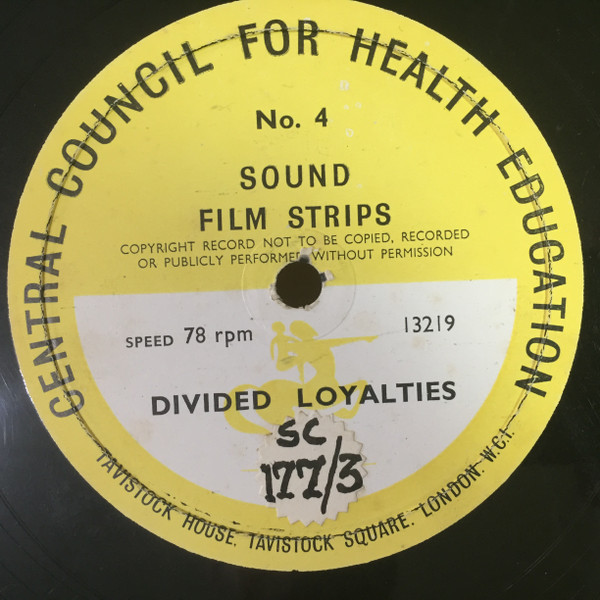 CENTRAL COUNCIL FOR HEALTH EDUCATION
No. 4
SOUND
FILM STRIPS
COPYRIGHT RECORD NOT TO BE COPIED, RECORDED
OR PUBLICLY PERFORMED WITHOUT PERMISSION
SPEED 78 rpm
13219
DIVIDED LOYALTIES
SC
177/3
TAVISTOCK HOUSE, TAVISTOCK SQUARE, LONDON. W.C.1.